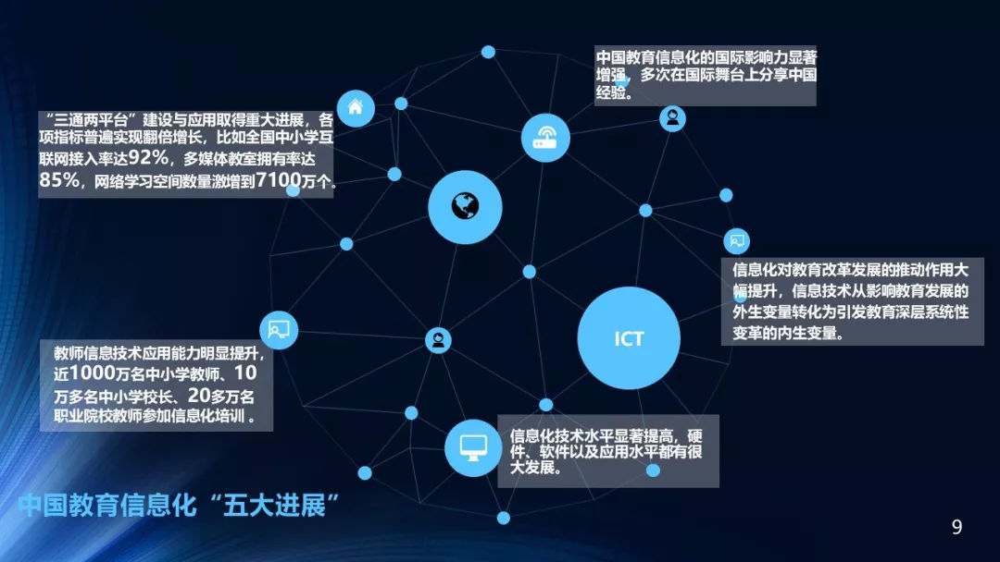 中国教育信息化的国际影响力显著
增强，多次在国际舞台上分享中国
经验。
“三通两平台”建设与应用取得重大进展，各
项指标普遍实现翻倍增长，比如全国中小学互
联网接入率达92%，多媒体教室拥有率达
85%，网络学习空间数量激增到7100万个。
信息化对教育改革发展的推动作用大
幅提升，信息技术从影响教育发展的
外生变量转化为引发教育深层系统性
变革的内生变量。
ICT
教师信息技术应用能力明显提升，
近1000万名中小学教师、10
万多名中小学校长、20多万名
职业院校教师参加信息化培训。
信息化技术水平显著提高，硬
件、软件以及应用水平都有很
大发展。
中国教育信息化“五大进展”
9